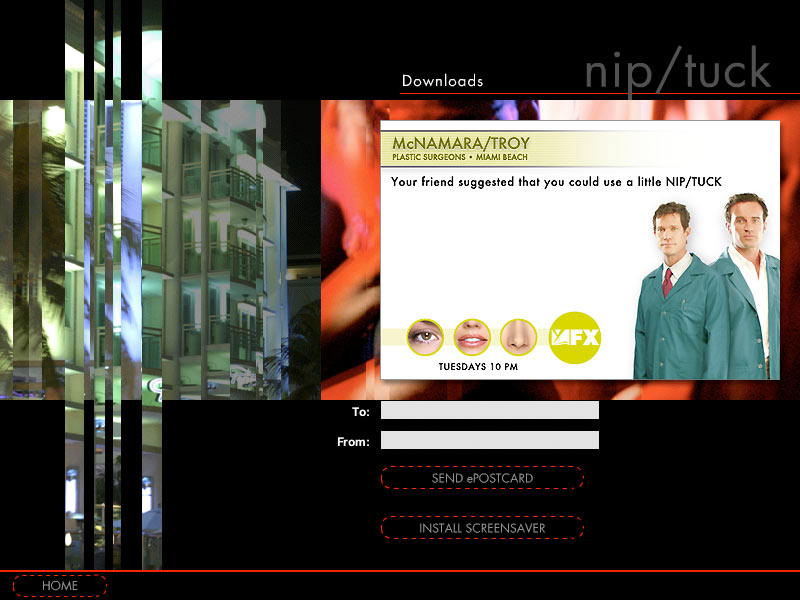 nip/tuck
Downloads
McNAMARA/TROY
PLASTIC SURGEONS • MIAMI BEACH
Your friend suggested that you could use a little NIP/TUCK
FX
TUESDAYS 10 PM
To:
From:
SEND ePOSTCARD
INSTALL SCREENSAVER
HOME